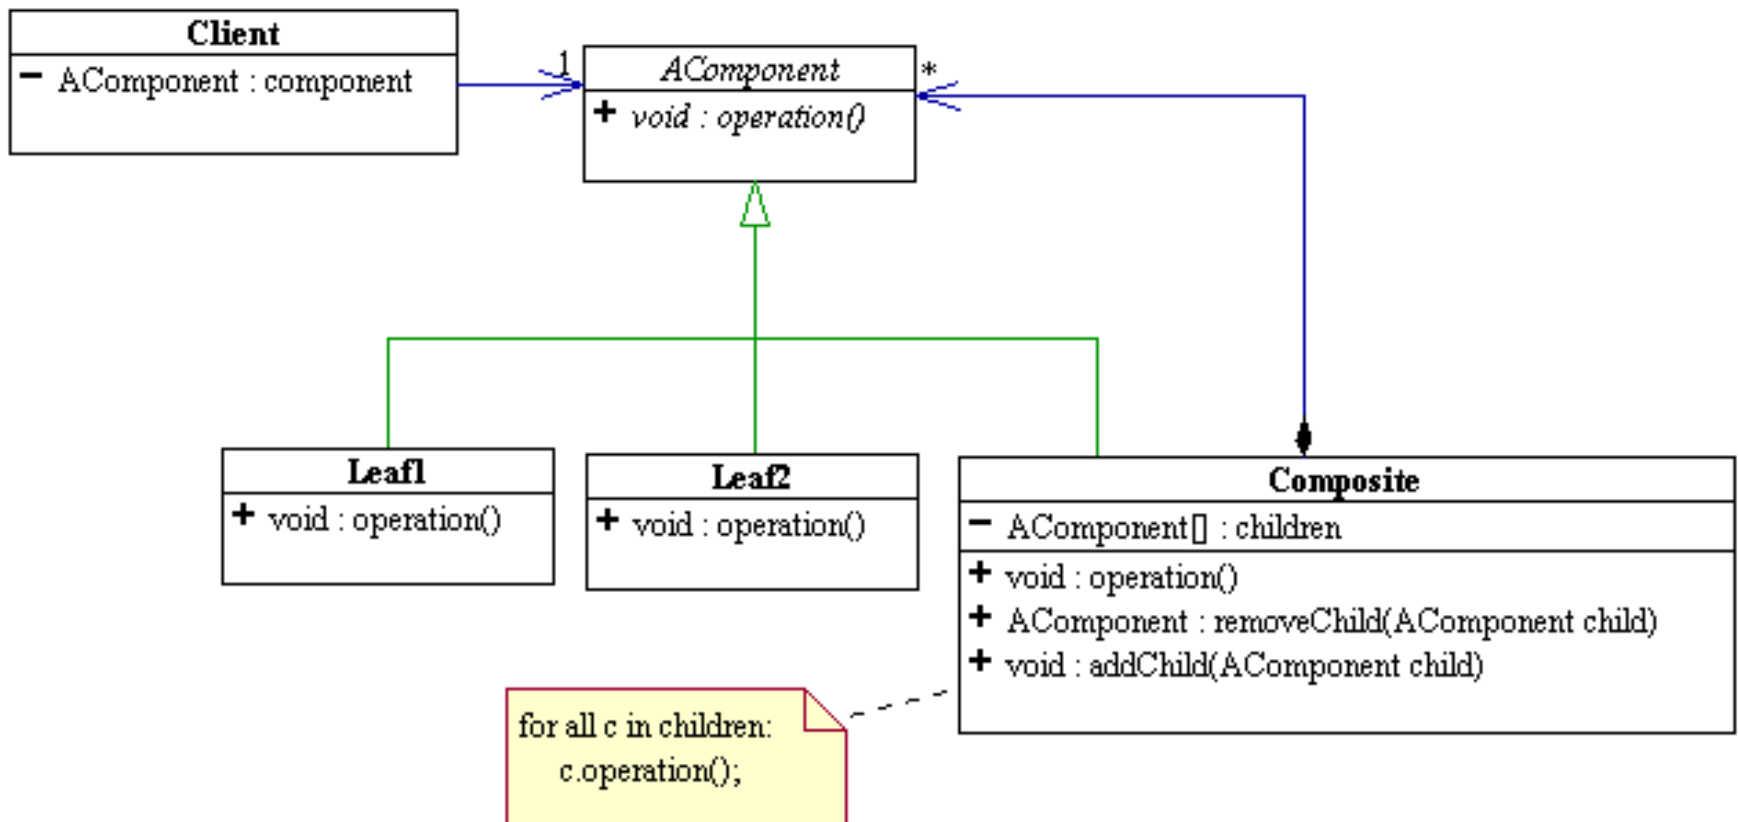 Client
− AComponent : component
1
AComponent
+ void : operation()
*
Leaf1
+ void : operation()
Leaf2
+ void : operation()
Composite
− AComponent[] : children
+ void : operation()
+ AComponent : removeChild(AComponent child)
+ void : addChild(AComponent child)
for all c in children:
c.operation();